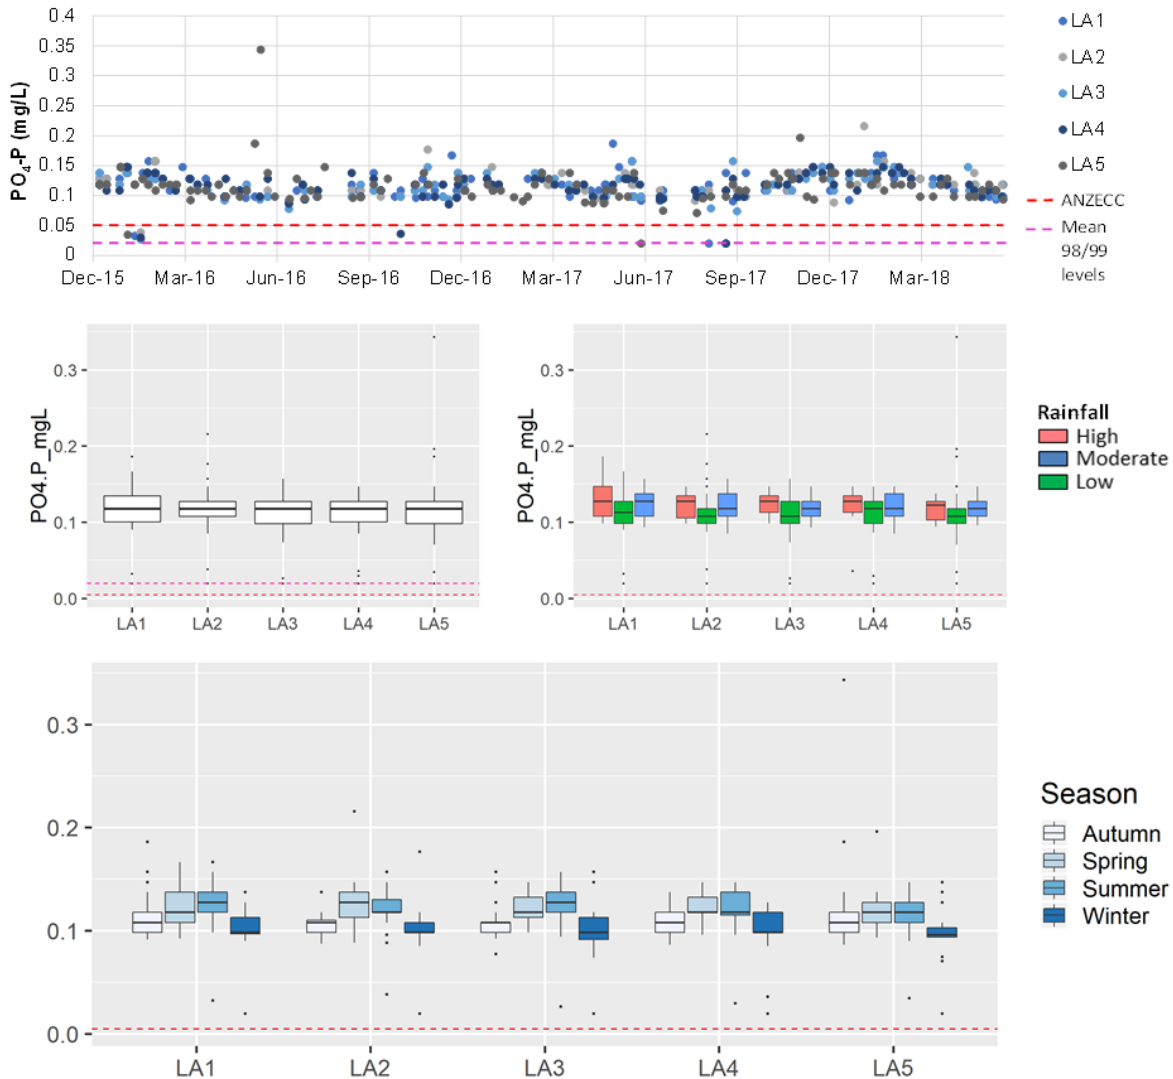 PO₄-P (mg/L)
0.4
0.35
0.3
0.25
0.2
0.15
0.1
0.05
0
Dec-15 Mar-16 Jun-16 Sep-16 Dec-16 Mar-17 Jun-17 Sep-17 Dec-17 Mar-18
LA1
LA2
LA3
LA4
LA5
ANZECC
Mean
98/99
levels
PO4.P_mgL
0.3
0.2
0.1
0.0
LA1 LA2 LA3 LA4 LA5
PO4.P_mgL
0.3
0.2
0.1
0.0
LA1 LA2 LA3 LA4 LA5
Rainfall
High
Moderate
Low
0.3
0.2
0.1
0.0
LA1 LA2 LA3 LA4 LA5
Season
Autumn
Spring
Summer
Winter